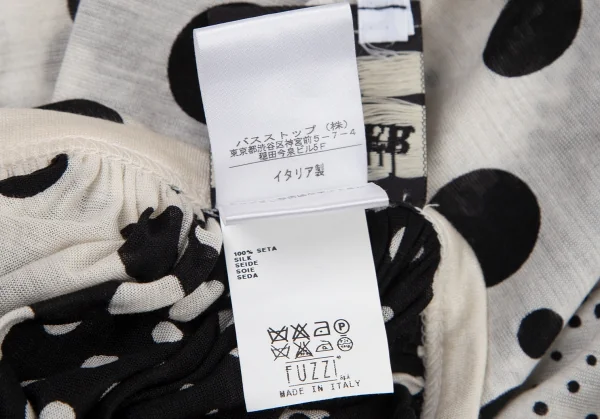 バスストップ (株)
東京都渋谷区神宮前5-7-4
穏田今泉ビル5F
イタリア製
100% SETA
SILK
SEIDE
SOIE
SEDA
FUZZI® spa
MADE IN ITALY